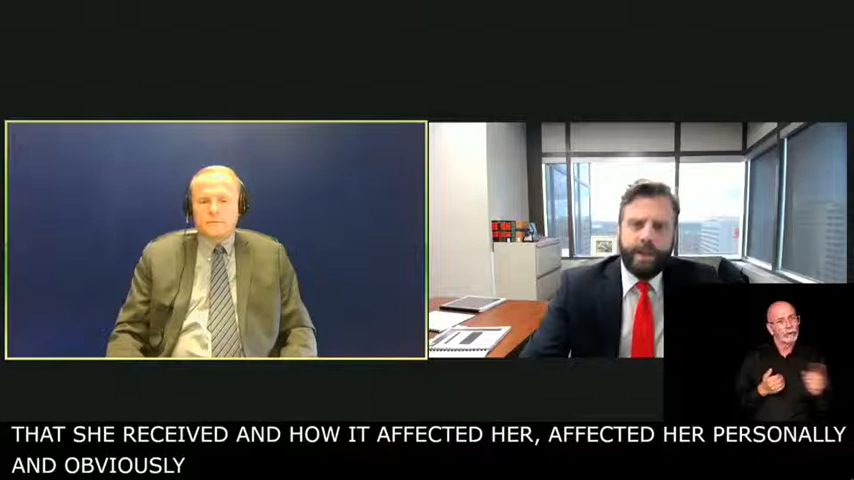 THAT SHE RECEIVED AND HOW IT AFFECTED HER, AFFECTED HER PERSONALLY
AND OBVIOUSLY